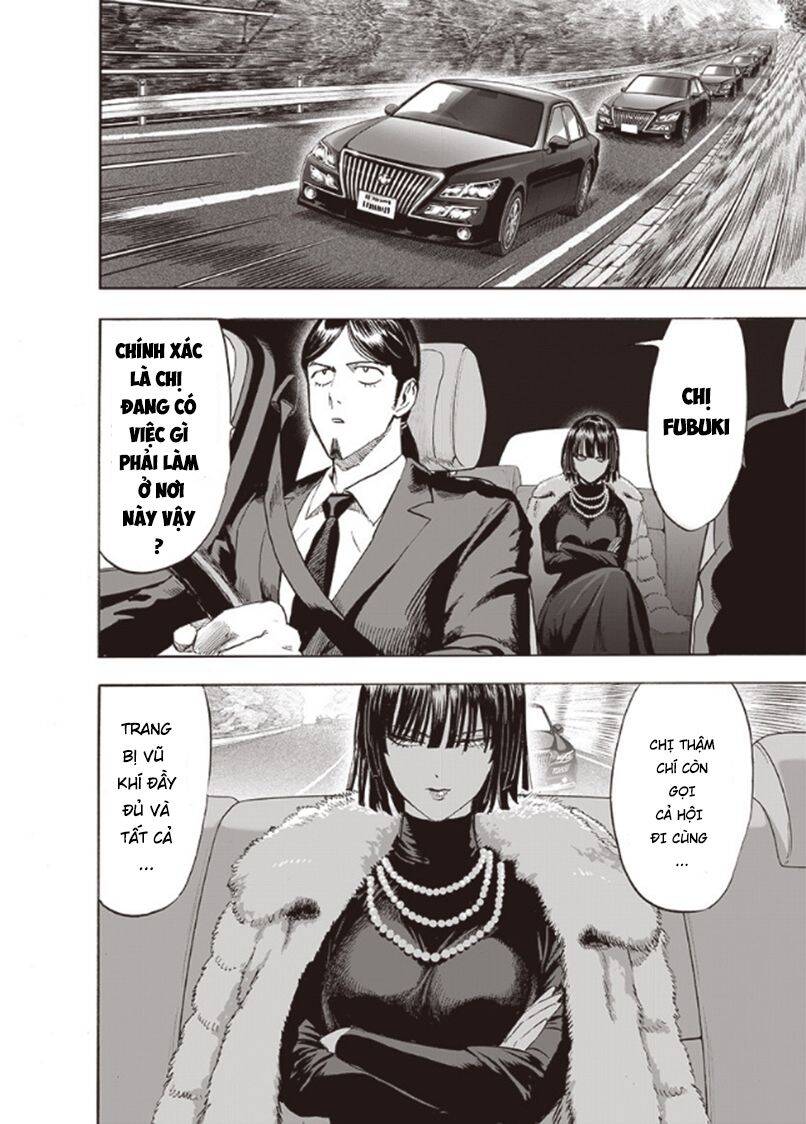 CHỊ
FUBUKI
CHÍNH XÁC
LÀ CHỊ
ĐANG CÓ
VIỆC GÌ
PHẢI LÀM
Ở NƠI
NÀY VẬY
?
CHỊ THẬM
CHÍ CÒN
GỌI
CẢ HỘI
ĐI CÙNG
...
TRANG
BỊ VŨ
KHÍ ĐẦY
ĐỦ VÀ
TẤT CẢ
...